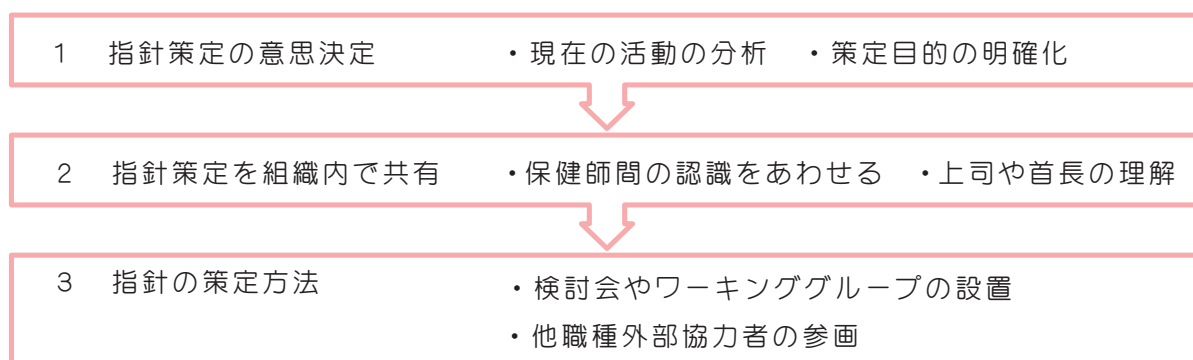 1 指針策定の意思決定 ・現在の活動の分析 ・策定目的の明確化
2 指針策定を組織内で共有 ・保健師間の認識をあわせる ・上司や首長の理解
3 指針の策定方法 ・検討会やワーキンググループの設置
・他職種外部協力者の参画